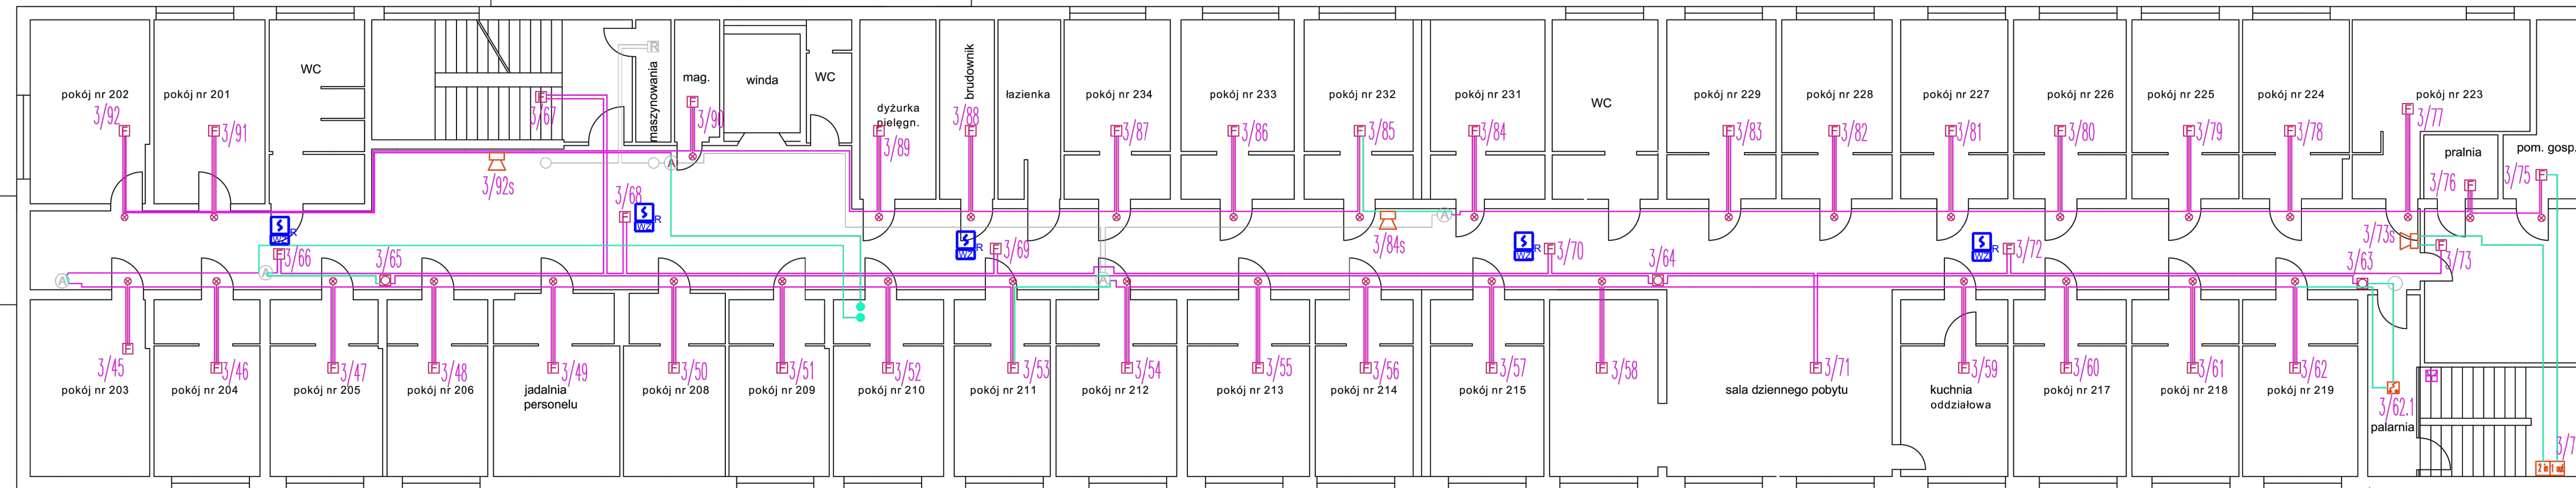 pokój nr 202
pokój nr 201
WC
maszynowania
R
mag.
winda
WC
dyżurka
pielęgn.
brudownik
łazienka
pokój nr 234
pokój nr 233
pokój nr 232
pokój nr 231
WC
pokój nr 229
pokój nr 228
pokój nr 227
pokój nr 226
pokój nr 225
pokój nr 224
pokój nr 223
pralnia
pom. gosp.
3/92
F
3/91
F
3/67
F
3/90
F
3/89
F
3/88
F
3/87
F
3/86
F
3/85
F
3/84
F
3/83
F
3/82
F
3/81
F
3/80
F
3/79
F
3/78
F
3/77
F
3/76
F
3/75
F
3/92s
A
3/68
F
WZ
R
WZ
R
WZ
R
3/84s
A
WZ
WZ
R
3/73s
3/73
F
3/66
F
3/65
3/69
F
3/70
F
3/64
3/72
F
3/63
A
A
A
3/45
F
3/46
F
3/47
F
3/48
F
3/49
F
3/50
F
3/51
F
3/52
F
3/53
F
3/54
F
3/55
F
3/56
F
3/57
F
3/58
F
3/71
F
3/59
F
3/60
F
3/61
F
3/62
F
3/62.1
pokój nr 203
pokój nr 204
pokój nr 205
pokój nr 206
jadalnia
personelu
pokój nr 208
pokój nr 209
pokój nr 210
pokój nr 211
pokój nr 212
pokój nr 213
pokój nr 214
pokój nr 215
sala dziennego pobytu
kuchnia
oddziałowa
pokój nr 217
pokój nr 218
pokój nr 219
palarnia
2 in 1 out